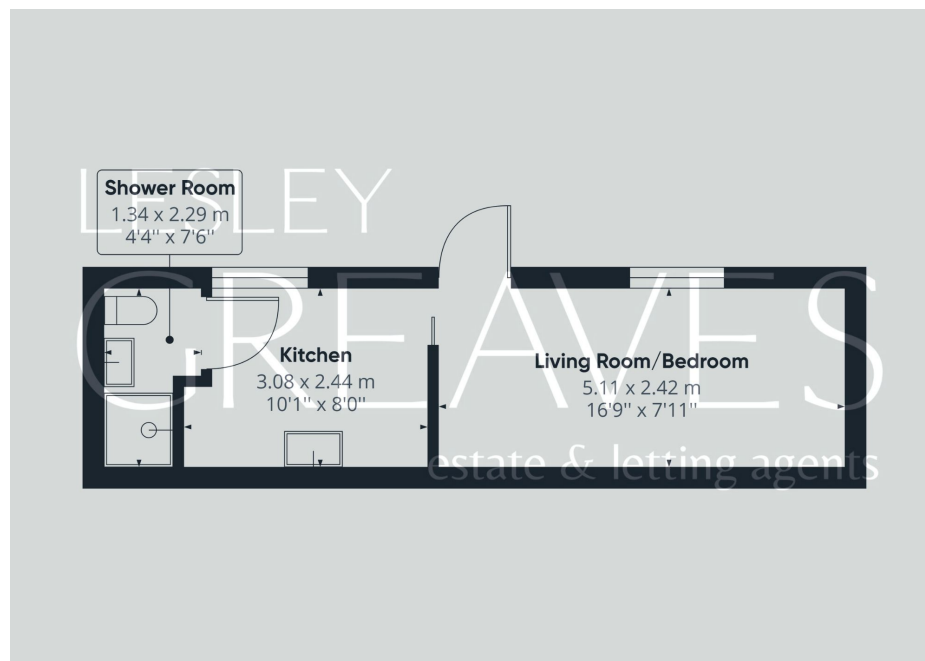 LESLEY
Shower Room
1.34 x 2.29 m
4'4" x 7'6"
GREAVES
Kitchen
3.08 x 2.44 m
10'1" x 8'0"
Living Room/Bedroom
5.11 x 2.42 m
16'9" x 7'11"
estate & letting agents